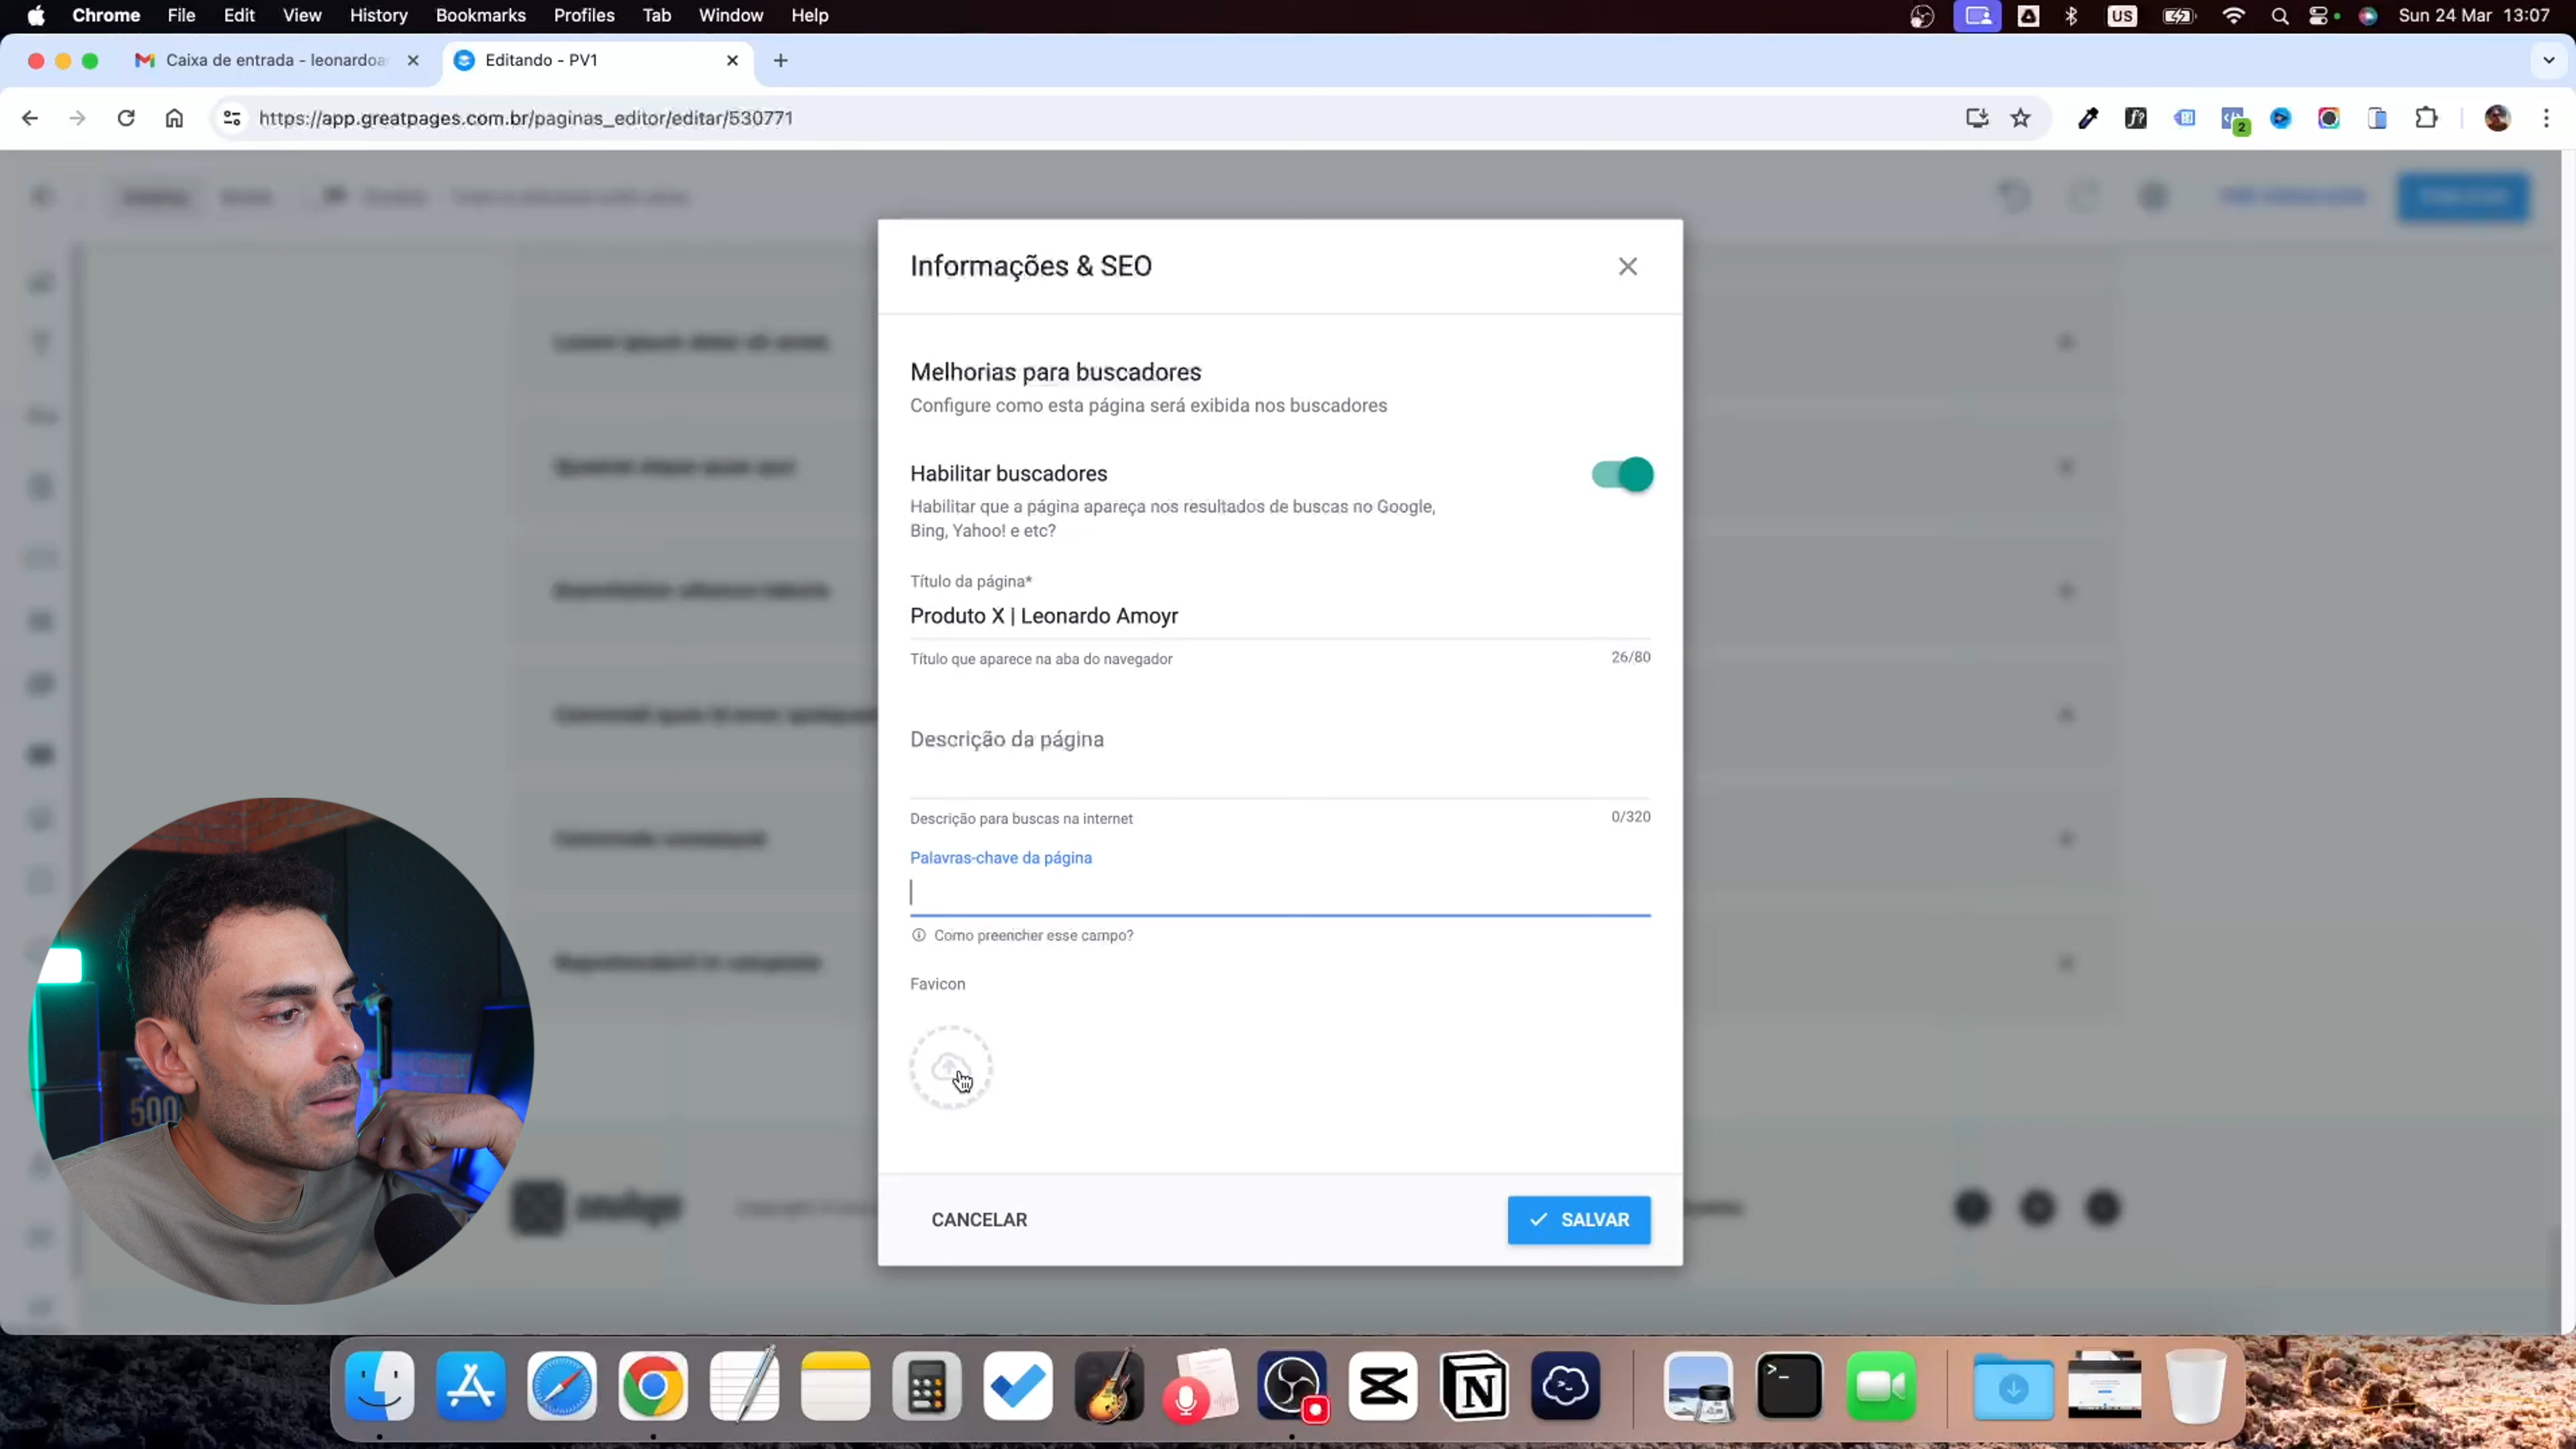 Chrome File Edit View History Bookmarks Profiles Tab Window Help US Sun 24 Mar 13:07
Caixa de entrada - leonardoa
Editando - PV1
https://app.greatpages.com.br/paginas_editor/editar/530771
2
Informações & SEO
Melhorias para buscadores
Configure como esta página será exibida nos buscadores
Habilitar buscadores
Habilitar que a página apareça nos resultados de buscas no Google,
Bing, Yahoo! e etc?
Título da página*
Produto X | Leonardo Amoyr
Título que aparece na aba do navegador 26/80
Descrição da página
Descrição para buscas na internet 0/320
Palavras-chave da página
Como preencher esse campo?
Favicon
500
CANCELAR
SALVAR